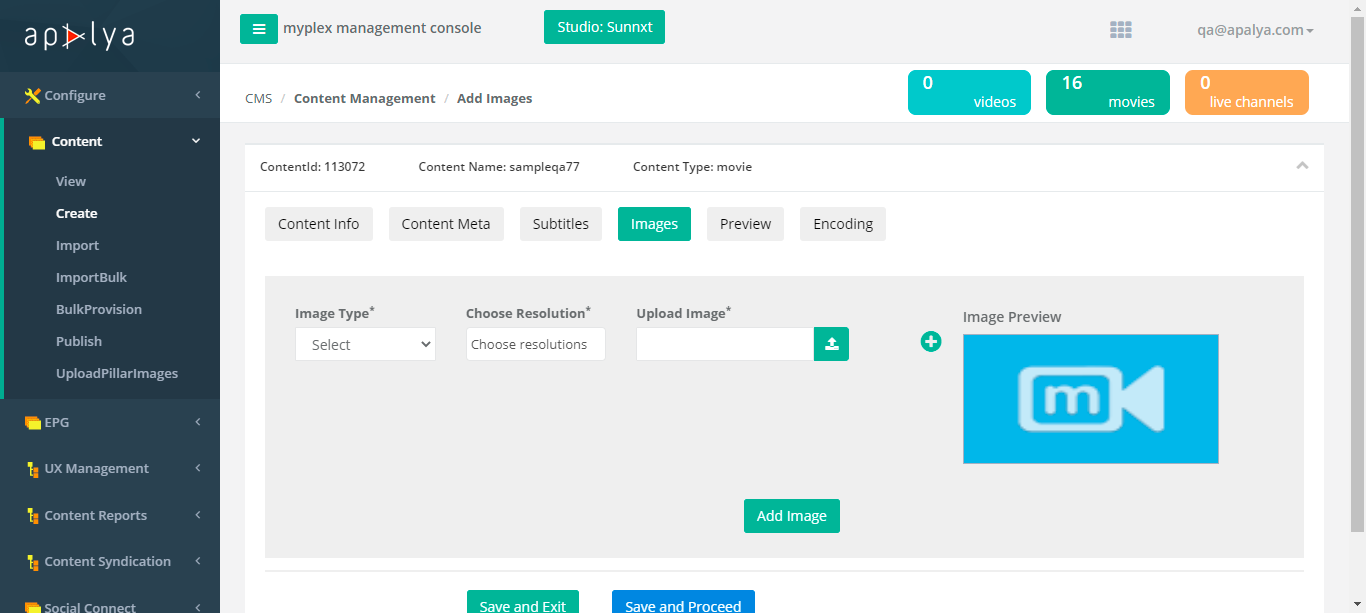 apalya
myplex management console
Studio: Sunnxt
qa@apalya.com
Configure
Content
View
Create
Import
ImportBulk
BulkProvision
Publish
UploadPillarImages
EPG
UX Management
Content Reports
Content Syndication
Social Connect
CMS / Content Management / Add Images
0
videos
16
movies
0
live channels
ContentId: 113072 Content Name: sampleqa77 Content Type: movie
Content Info Content Meta Subtitles Images Preview Encoding
Image Type* Choose Resolution* Upload Image* Image Preview
Select Choose resolutions
m
Add Image
Save and Exit Save and Proceed